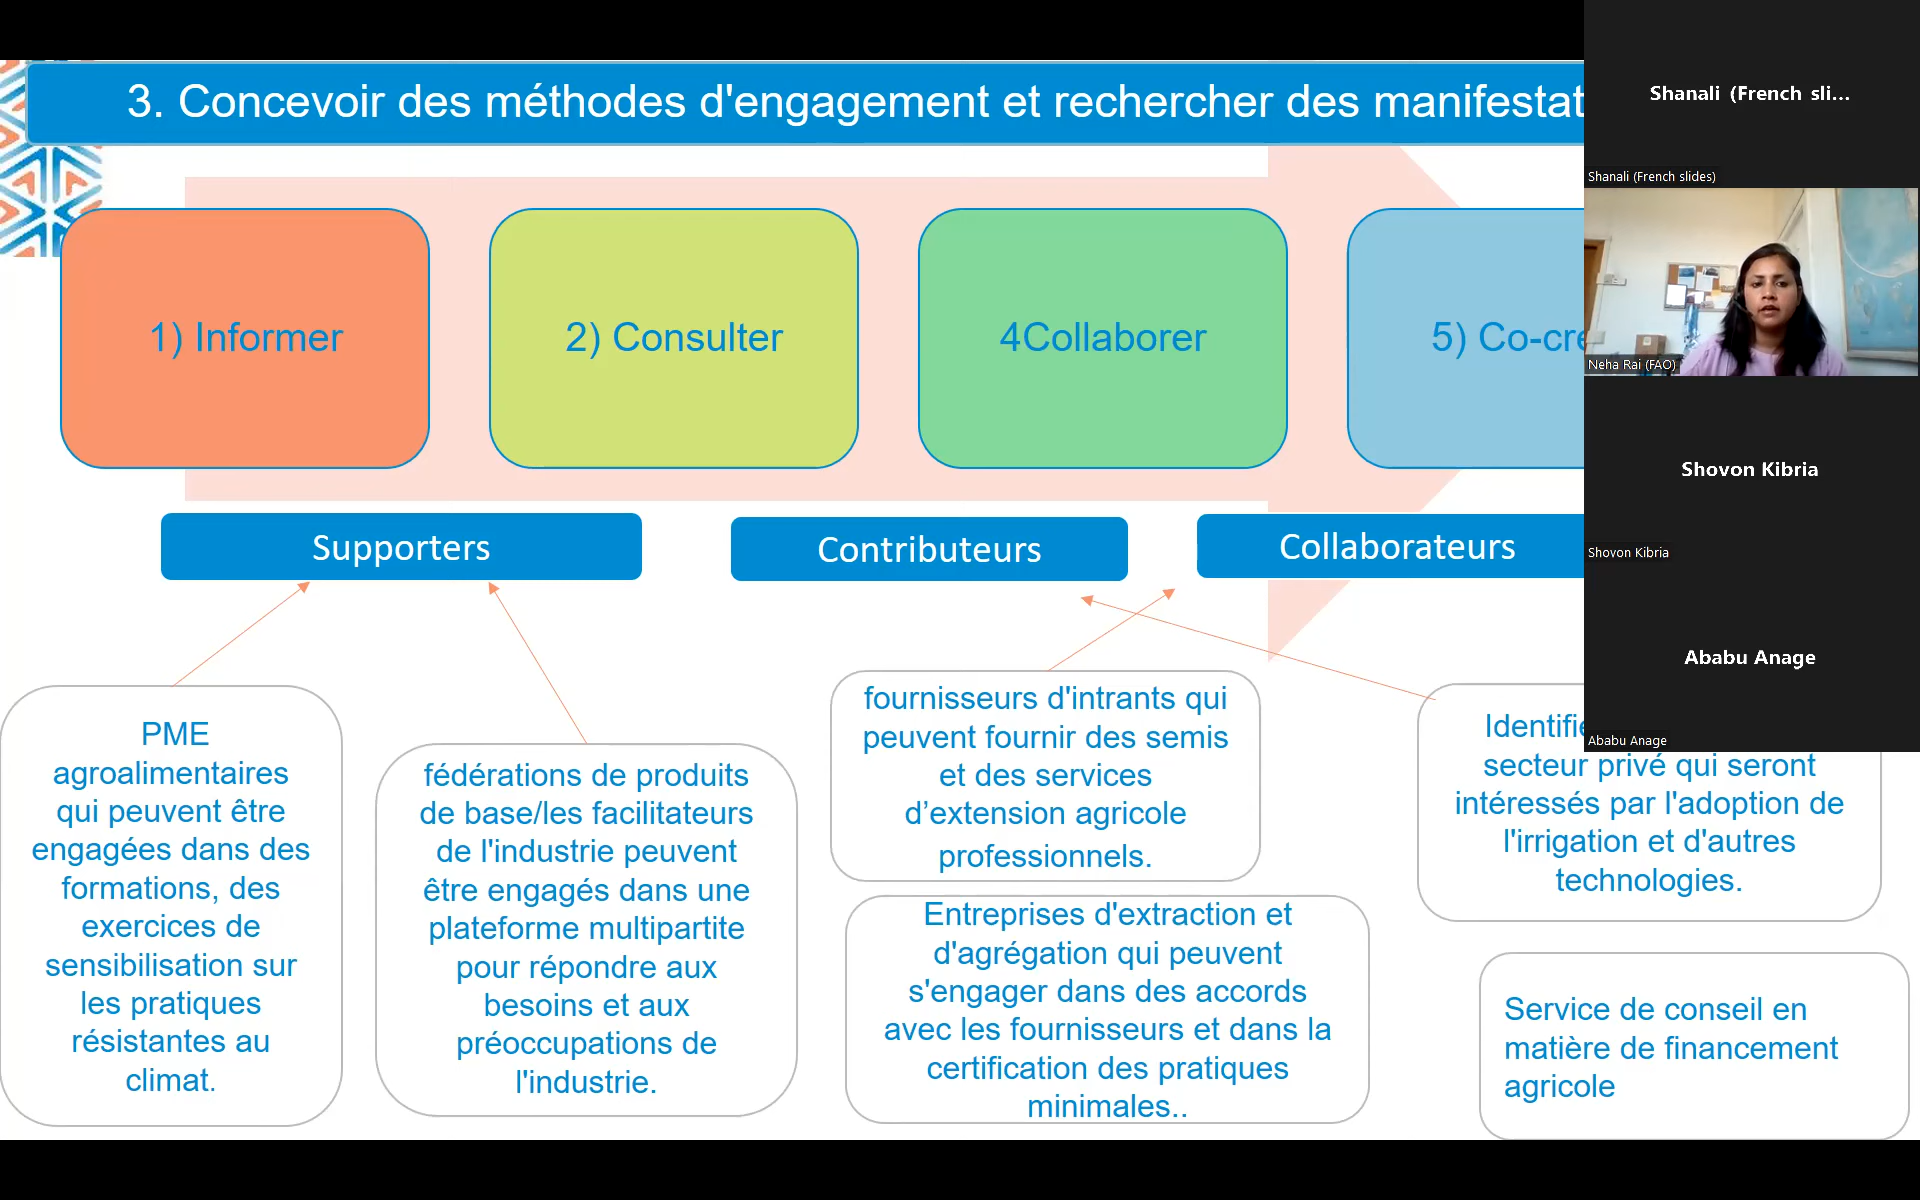 3. Concevoir des méthodes d'engagement et rechercher des
1) Informer
2) Consulter
4Collaborer
5)
Supporters
Contributeurs
Collaborateurs
PME
agroalimentaires
qui peuvent être
engagées dans des
formations, des
exercices de
sensibilisation sur
les pratiques
résistantes au
climat.
fédérations de produits
de base/les facilitateurs
de l'industrie peuvent
être engagés dans une
plateforme multipartite
pour répondre aux
besoins et aux
préoccupations de
l'industrie.
fournisseurs d'intrants qui
peuvent fournir des semis
et des services
d’extension agricole
professionnels.
Entreprises d'extraction et
d'agrégation qui peuvent
s'engager dans des accords
avec les fournisseurs et dans la
certification des pratiques
minimales..
secteur privé qui seront
intéressés par l'adoption de
l'irrigation et d'autres
technologies.
Service de conseil en
matière de financement
agricole
Shanali (French sli...
Shanali (French slides)
Neha Rai (FAO)
Shovon Kibria
Shovon Kibria
Ababu Anage
Ababu Anage